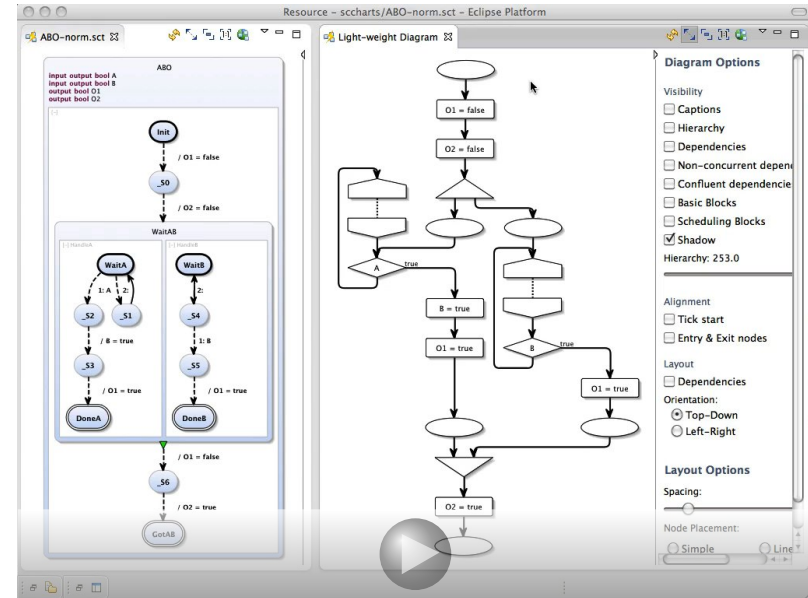 Resource - sccharts/ABO-norm.sct - Eclipse Platform
ABO-norm.sct
ABO
input output bool A
input output bool B
output bool O1
output bool O2
[-]
Init
/ O1 = false
_S0
/ O2 = false
WaitAB
[-] HandleA
WaitA
1: A
2:
_S2
_S1
/ B = true
_S3
/ O1 = true
DoneA
[-] HandleB
WaitB
2:
_S4
1: B
_S5
/ O1 = true
DoneB
/ O1 = false
_S6
/ O2 = true
GotAB
Light-weight Diagram
O1 = false
O2 = false
A
true
B = true
O1 = true
B
true
O1 = true
O2 = true
Diagram Options
Visibility
Captions
Hierarchy
Dependencies
Non-concurrent depen
Confluent dependencie
Basic Blocks
Scheduling Blocks
Shadow
Hierarchy: 253.0
Alignment
Tick start
Entry & Exit nodes
Layout
Dependencies
Orientation:
Top-Down
Left-Right
Layout Options
Spacing:
Node Placement:
Simple
Line